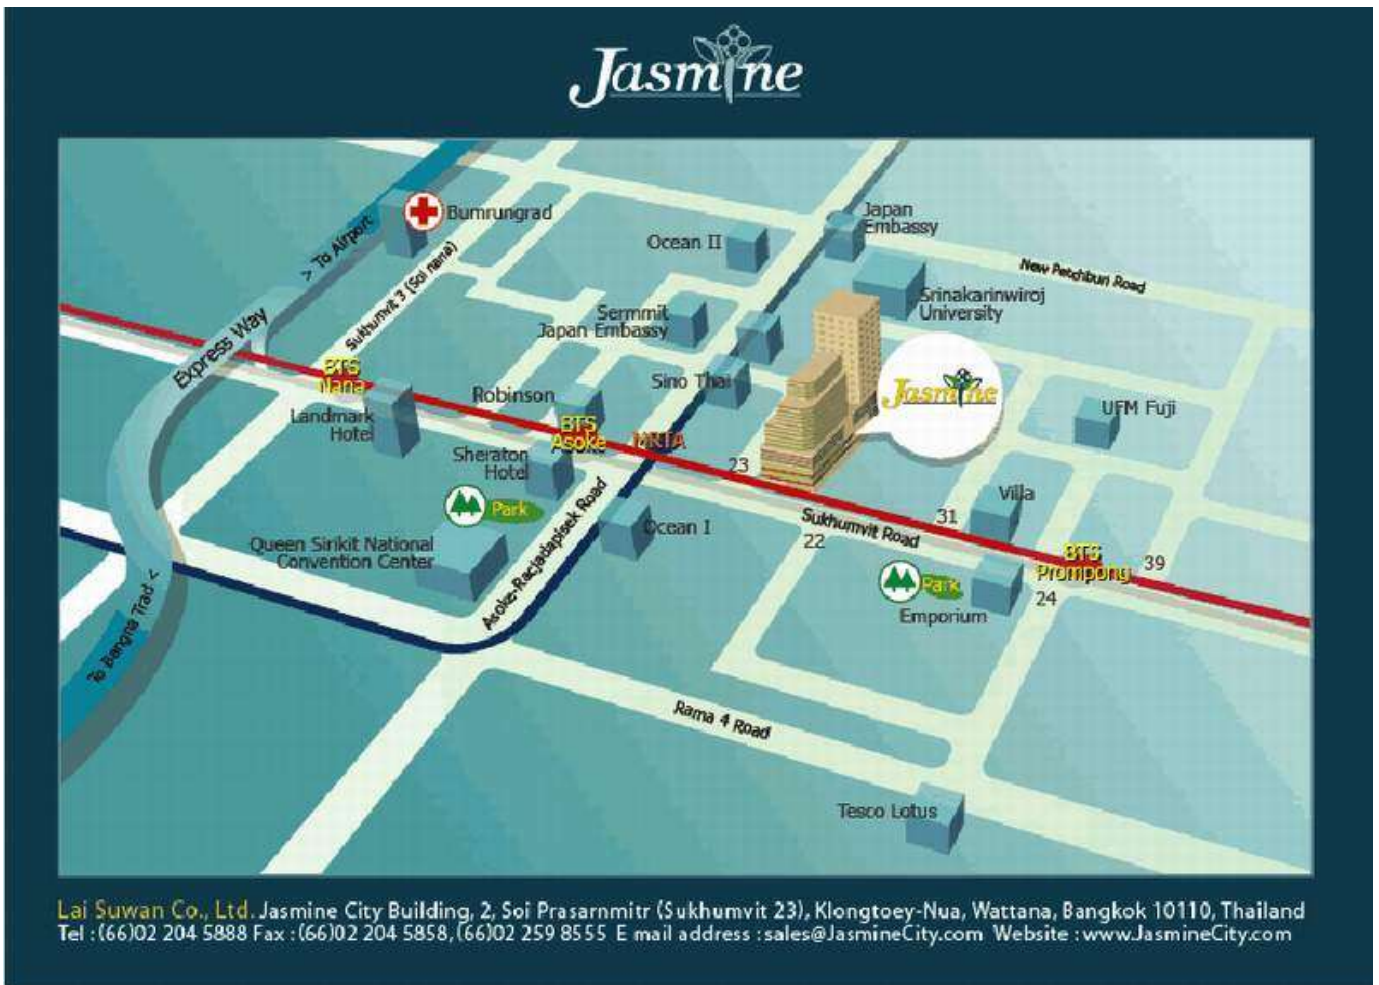 Jasmine
Bumrungrad
> To Airport
Sukhumvit 3 (Soi nana)
Express Way
Ocean II
Japan
Embassy
New Petchburi Road
Srinakarinwiroj
University
Sermmit
Japan Embassy
Sino Thai
Jasmine
UFM Fuji
BTS
Nana
Landmark
Hotel
Robinson
BTS
Asoke
MRTA
Sheraton
Hotel
Park
23
Villa
31
Sukhumvit Road
22
Ocean I
Asoke-Racjadapisek Road
Queen Sirikit National
Convention Center
BTS
Prompong
39
24
Park
Emporium
To Bangna Trad <
Rama 4 Road
Tesco Lotus
Lai Suwan Co., Ltd. Jasmine City Building, 2, Soi Prasarnmitr (Sukhumvit 23), Klongtoey-Nua, Wattana, Bangkok 10110, Thailand
Tel : (66)02 204 5888 Fax : (66)02 204 5858, (66)02 259 8555 E mail address : sales@JasmineCity.com Website : www.JasmineCity.com